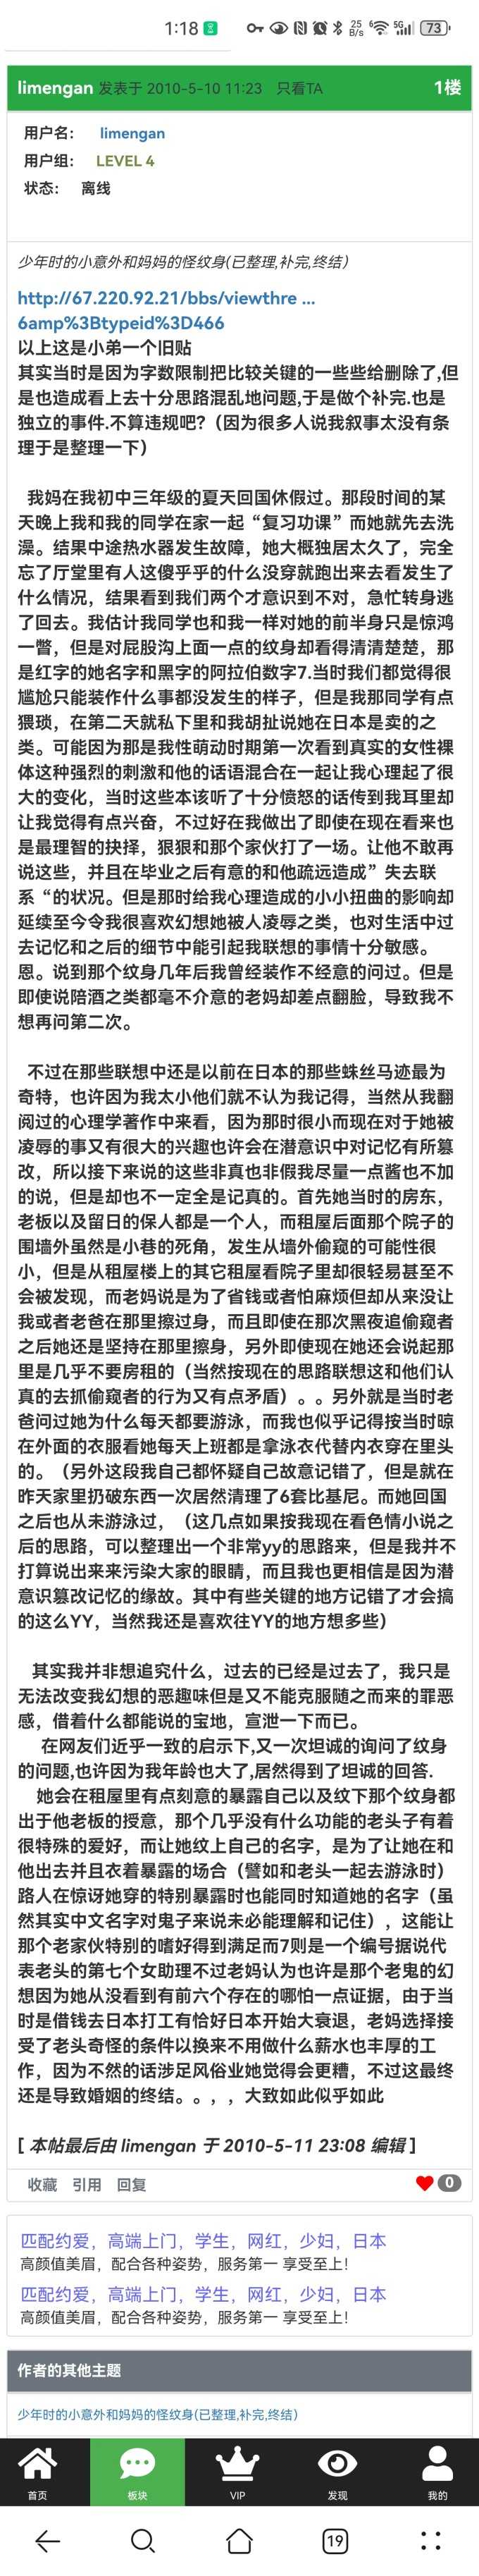 1:18 25 B/s 6 5G 73
limengan 发表于 2010-5-10 11:23 只看TA 1楼
用户名： limengan
用户组： LEVEL 4
状态： 离线
少年时的小意外和妈妈的怪纹身(已整理,补完,终结）
http://67.220.92.21/bbs/viewthre ...
6amp%3Btypeid%3D466
以上这是小弟一个旧贴
其实当时是因为字数限制把比较关键的一些些给删除了,但
是也造成看上去十分思路混乱地问题,于是做个补完.也是
独立的事件.不算违规吧?（因为很多人说我叙事太没有条
理于是整理一下）
我妈在我初中三年级的夏天回国休假过。那段时间的某
天晚上我和我的同学在家一起“复习功课”而她就先去洗
澡。结果中途热水器发生故障，她大概独居太久了，完全
忘了厅堂里有人这傻乎乎的什么没穿就跑出来去看发生了
什么情况，结果看到我们两个才意识到不对，急忙转身逃
了回去。我估计我同学也和我一样对她的前半身只是惊鸿
一瞥，但是对屁股沟上面一点的纹身却看得清清楚楚，那
是红字的她名字和黑字的阿拉伯数字7.当时我们都觉得很
尴尬只能装作什么事都没发生的样子，但是我那同学有点
猥琐，在第二天就私下里和我胡扯说她在日本是卖的之
类。可能因为那是我性萌动时期第一次看到真实的女性裸
体这种强烈的刺激和他的话语混合在一起让我心理起了很
大的变化，当时这些本该听了十分愤怒的话传到我耳里却
让我觉得有点兴奋，不过好在我做出了即使在现在看来也
是最理智的抉择，狠狠和那个家伙打了一场。让他不敢再
说这些，并且在毕业之后有意的和他疏远造成”失去联
系“的状况。但是那时给我心理造成的小小扭曲的影响却
延续至今令我很喜欢幻想她被人凌辱之类，也对生活中过
去记忆和之后的细节中能引起我联想的事情十分敏感。
恩。说到那个纹身几年后我曾经装作不经意的问过。但是
即使说陪酒之类都毫不介意的老妈却差点翻脸，导致我不
想再问第二次。
不过在那些联想中还是以前在日本的那些蛛丝马迹最为
奇特，也许因为我太小他们就不认为我记得，当然从我翻
阅过的心理学著作中来看，因为那时很小而现在对于她被
凌辱的事又有很大的兴趣也许会在潜意识中对记忆有所篡
改，所以接下来说的这些非真也非假我尽量一点酱也不加
的说，但是却也不一定全是记真的。首先她当时的房东，
老板以及留日的保人都是一个人，而租屋后面那个院子的
围墙外虽然是小巷的死角，发生从墙外偷窥的可能性很
小，但是从租屋楼上的其它租屋看院子里却很轻易甚至不
会被发现，而老妈说是为了省钱或者怕麻烦但却从来没让
我或者老爸在那里擦过身，而且即使在那次黑夜追偷窥者
之后她还是坚持在那里擦身，另外即使现在她还会说起那
里是几乎不要房租的（当然按现在的思路联想这和他们认
真的去抓偷窥者的行为又有点矛盾）。。另外就是当时老
爸问过她为什么每天都要游泳，而我也似乎记得按当时晾
在外面的衣服看她每天上班都是拿泳衣代替内衣穿在里头
的。（另外这段我自己都怀疑自己故意记错了，但是就在
昨天家里扔破东西一次居然清理了6套比基尼。而她回国
之后也从未游泳过，（这几点如果按我现在看色情小说之
后的思路，可以整理出一个非常yy的思路来，但是我并不
打算说出来来污染大家的眼睛，而且我也更相信是因为潜
意识篡改记忆的缘故。其中有些关键的地方记错了才会搞
的这么YY，当然我还是喜欢往YY的地方想多些）
其实我并非想追究什么，过去的已经是过去了，我只是
无法改变我幻想的恶趣味但是又不能克服随之而来的罪恶
感，借着什么都能说的宝地，宣泄一下而已。
在网友们近乎一致的启示下,又一次坦诚的询问了纹身
的问题,也许因为我年龄也大了,居然得到了坦诚的回答.
她会在租屋里有点刻意的暴露自己以及纹下那个纹身都
出于他老板的授意，那个几乎没有什么功能的老头子有着
很特殊的爱好，而让她纹上自己的名字，是为了让她在和
他出去并且衣着暴露的场合（譬如和老头一起去游泳时）
路人在惊讶她穿的特别暴露时也能同时知道她的名字（虽
然其实中文名字对鬼子来说未必能理解和记住），这能让
那个老家伙特别的嗜好得到满足而7则是一个编号据说代
表老头的第七个女助理不过老妈认为也许是那个老鬼的幻
想因为她从没看到有前六个存在的哪怕一点证据，由于当
时是借钱去日本打工有恰好日本开始大衰退，老妈选择接
受了老头奇怪的条件以换来不用做什么薪水也丰厚的工
作，因为不然的话涉足风俗业她觉得会更糟，不过这最终
还是导致婚姻的终结。。，，大致如此似乎如此
[ 本帖最后由 limengan 于 2010-5-11 23:08 编辑 ]
收藏 引用 回复 0
匹配约爱，高端上门，学生，网红，少妇，日本
高颜值美眉，配合各种姿势，服务第一 享受至上！
匹配约爱，高端上门，学生，网红，少妇，日本
高颜值美眉，配合各种姿势，服务第一 享受至上！
作者的其他主题
少年时的小意外和妈妈的怪纹身(已整理,补完,终结)
首页 板块 VIP 发现 我的
19